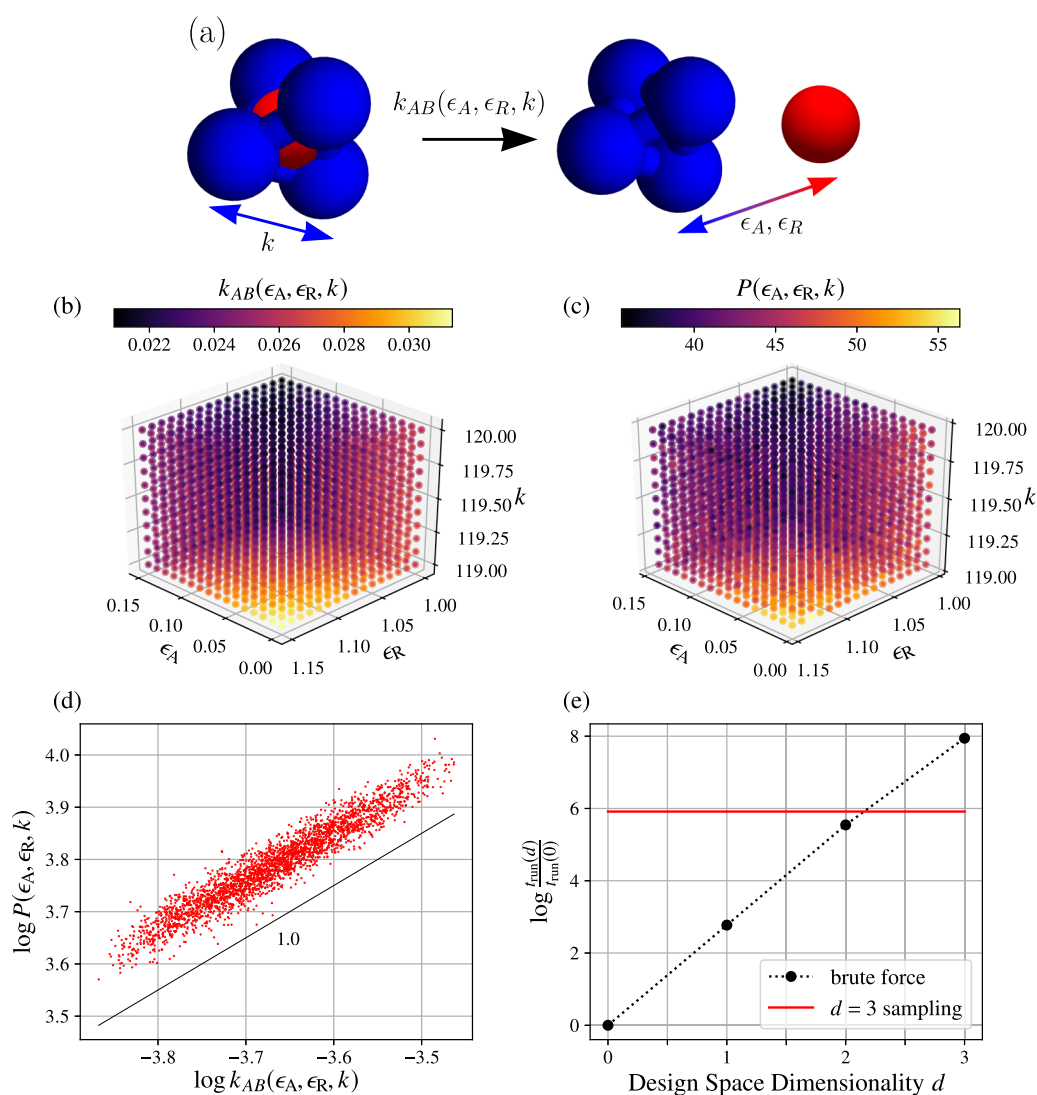 (a)
k_{AB}(ϵ_A, ϵ_R, k)
k
ϵ_A, ϵ_R
(b)
k_{AB}(ϵ_A, ϵ_R, k)
0.022 0.024 0.026 0.028 0.030
120.00
119.75
119.50 k
119.25
119.00
0.15 0.10 0.05 0.00
ϵ_A
1.15 1.10 1.05 1.00
ϵ_R
(c)
P(ϵ_A, ϵ_R, k)
40 45 50 55
120.00
119.75
119.50 k
119.25
119.00
0.15 0.10 0.05 0.00
ϵ_A
1.15 1.10 1.05 1.00
ϵ_R
(d)
log P(ϵ_A, ϵ_R, k)
4.0
3.9
3.8
3.7
3.6
3.5
1.0
−3.8 −3.7 −3.6 −3.5
log k_{AB}(ϵ_A, ϵ_R, k)
(e)
log t_{run}(d)/t_{run}(0)
8
6
4
2
0
brute force
d = 3 sampling
0 1 2 3
Design Space Dimensionality d